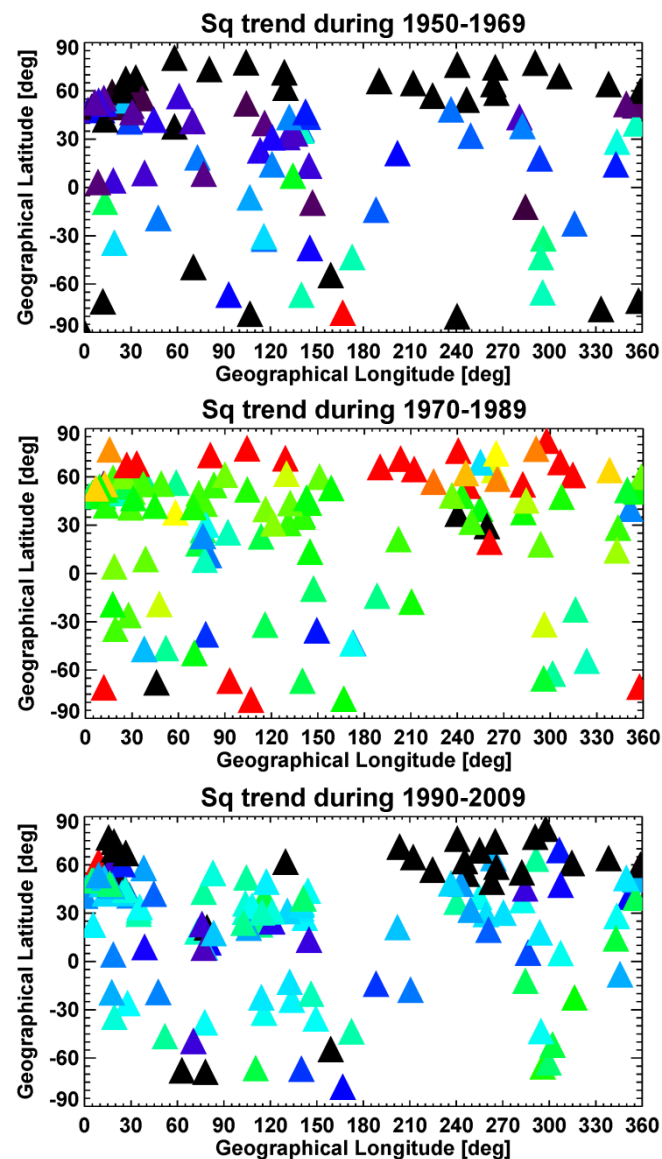 Sq trend during 1950-1969
90
60
30
0
-30
-60
-90
Geographical Latitude [deg]
0 30 60 90 120 150 180 210 240 270 300 330 360
Geographical Longitude [deg]
Sq trend during 1970-1989
90
60
30
0
-30
-60
-90
Geographical Latitude [deg]
0 30 60 90 120 150 180 210 240 270 300 330 360
Geographical Longitude [deg]
Sq trend during 1990-2009
90
60
30
0
-30
-60
-90
Geographical Latitude [deg]
0 30 60 90 120 150 180 210 240 270 300 330 360
Geographical Longitude [deg]